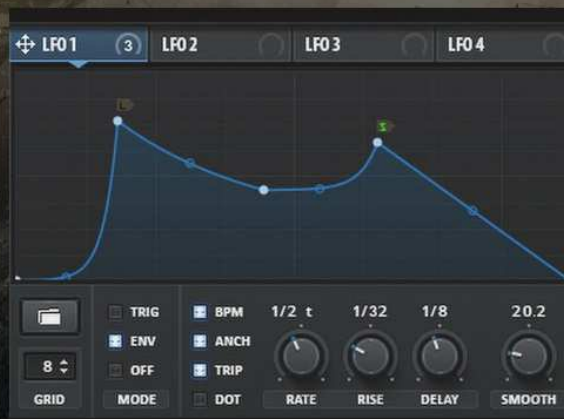 LFO 1 3 LFO 2 LFO 3 LFO 4
L
S
TRIG BPM 1/2 t 1/32 1/8 20.2
ENV ANCH
8 OFF TRIP
GRID MODE DOT RATE RISE DELAY SMOOTH